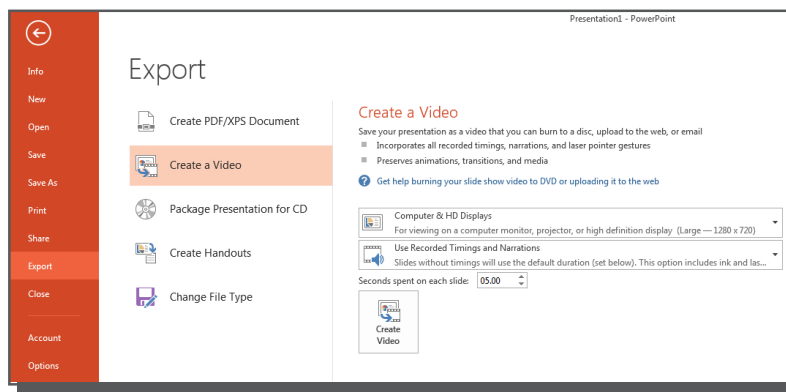 Presentation1 - PowerPoint
Info
New
Open
Save
Save As
Print
Share
Export
Close
Account
Options
Export
Create PDF/XPS Document
Create a Video
Package Presentation for CD
Create Handouts
Change File Type
Create a Video
Save your presentation as a video that you can burn to a disc, upload to the web, or email
Incorporates all recorded timings, narrations, and laser pointer gestures
Preserves animations, transitions, and media
Get help burning your slide show video to DVD or uploading it to the web
Computer & HD Displays
For viewing on a computer monitor, projector, or high definition display (Large — 1280 x 720)
Use Recorded Timings and Narrations
Slides without timings will use the default duration (set below). This option includes ink and las...
Seconds spent on each slide: 05.00
Create
Video